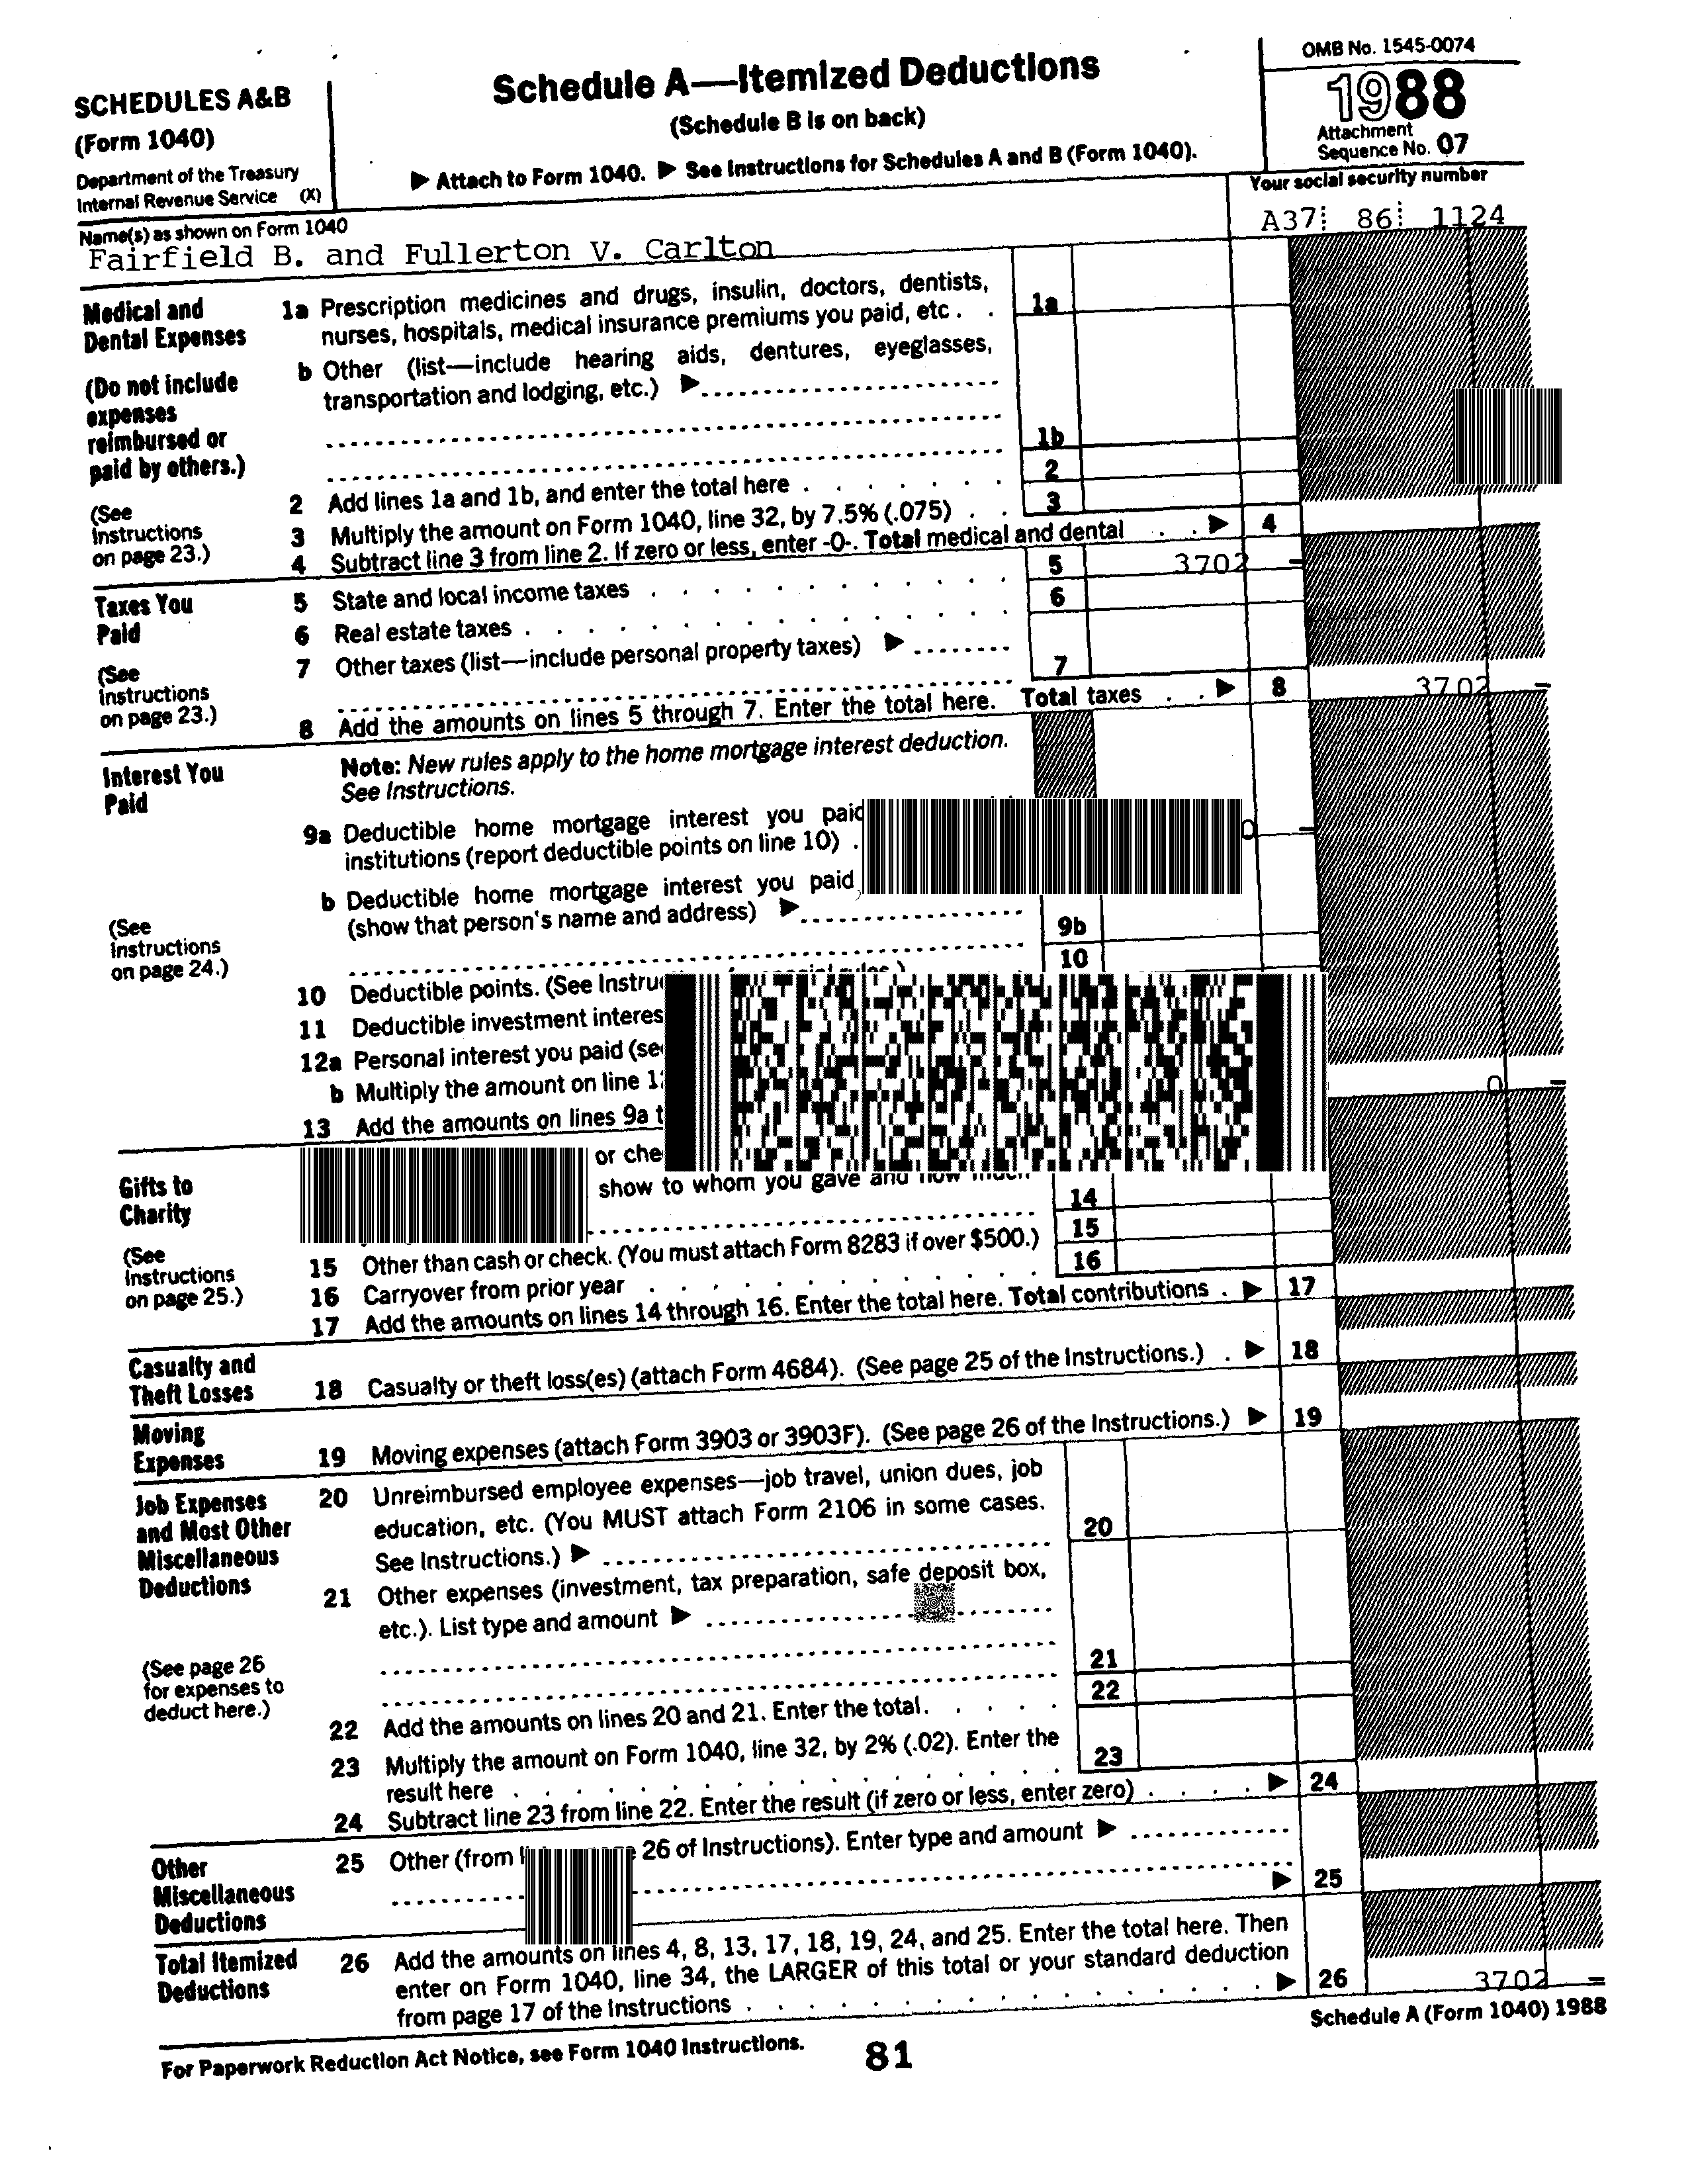 SCHEDULES A&B
(Form 1040)
Department of the Treasury
Internal Revenue Service (X)
Schedule A—Itemized Deductions
(Schedule B is on back)
▶ Attach to Form 1040. ▶ See Instructions for Schedules A and B (Form 1040).
OMB No. 1545-0074
1988
Attachment
Sequence No. 07
Name(s) as shown on Form 1040
Fairfield B. and Fullerton V. Carlton
Your social security number
A37 86 1124
Medical and
Dental Expenses
(Do not include
expenses
reimbursed or
paid by others.)
(See
Instructions
on page 23.)
1a Prescription medicines and drugs, insulin, doctors, dentists,
nurses, hospitals, medical insurance premiums you paid, etc . . 1a
b Other (list—include hearing aids, dentures, eyeglasses,
transportation and lodging, etc.) ▶
1b
2 Add lines 1a and 1b, and enter the total here . . . . . . . 2
3 Multiply the amount on Form 1040, line 32, by 7.5% (.075) . . 3
4 Subtract line 3 from line 2. If zero or less, enter -0-. Total medical and dental . . ▶ 4
Taxes You
Paid
(See
Instructions
on page 23.)
5 State and local income taxes . . . . . . . . . . . 5 3702 –
6 Real estate taxes . . . . . . . . . . . . . . . 6
7 Other taxes (list—include personal property taxes) ▶
7
8 Add the amounts on lines 5 through 7. Enter the total here. Total taxes . . ▶ 8 3702 –
Interest You
Paid
(See
Instructions
on page 24.)
Note: New rules apply to the home mortgage interest deduction.
See Instructions.
9a Deductible home mortgage interest you paid
institutions (report deductible points on line 10) . 0 –
b Deductible home mortgage interest you paid
(show that person's name and address) ▶
9b
10 Deductible points. (See 10
11 Deductible investment
12a Personal interest you paid
b Multiply the amount on line
13 Add the amounts on lines 9a 0 –
Gifts to
Charity
(See
Instructions
on page 25.)
or
show to whom you gave and how much.
14
15 Other than cash or check. (You must attach Form 8283 if over $500.) 15
16 Carryover from prior year . . . . . . . . . . . . 16
17 Add the amounts on lines 14 through 16. Enter the total here. Total contributions . ▶ 17
Casualty and
Theft Losses
18 Casualty or theft loss(es) (attach Form 4684). (See page 25 of the Instructions.) . ▶ 18
Moving
Expenses
19 Moving expenses (attach Form 3903 or 3903F). (See page 26 of the Instructions.) ▶ 19
Job Expenses
and Most Other
Miscellaneous
Deductions
(See page 26
for expenses to
deduct here.)
20 Unreimbursed employee expenses—job travel, union dues, job
education, etc. (You MUST attach Form 2106 in some cases.
See Instructions.) ▶ 20
21 Other expenses (investment, tax preparation, safe deposit box,
etc.). List type and amount ▶
21
22 Add the amounts on lines 20 and 21. Enter the total. . . . . 22
23 Multiply the amount on Form 1040, line 32, by 2% (.02). Enter the
result here . . . . . . . . . . . . . . . 23
24 Subtract line 23 from line 22. Enter the result (if zero or less, enter zero) . . . . ▶ 24
Other
Miscellaneous
Deductions
25 Other (from 26 of Instructions). Enter type and amount ▶
▶ 25
Total Itemized
Deductions
26 Add the amounts on lines 4, 8, 13, 17, 18, 19, 24, and 25. Enter the total here. Then
enter on Form 1040, line 34, the LARGER of this total or your standard deduction
from page 17 of the Instructions . . . . . . . . . . . . . . ▶ 26 3702 –
For Paperwork Reduction Act Notice, see Form 1040 Instructions.
81
Schedule A (Form 1040) 1988